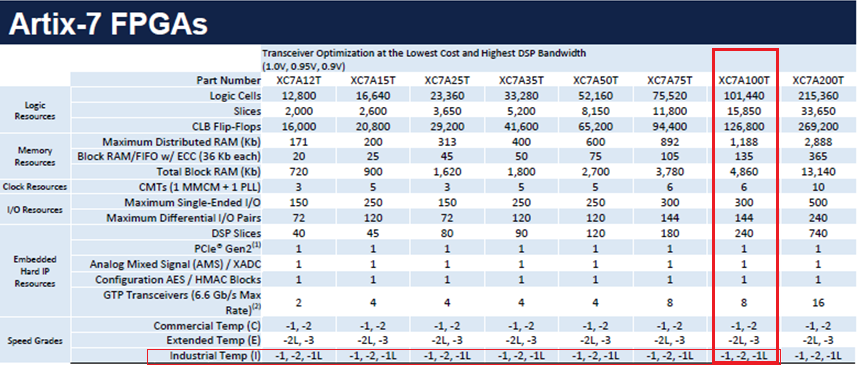 Artix-7 FPGAs
Transceiver Optimization at the Lowest Cost and Highest DSP Bandwidth
(1.0V, 0.95V, 0.9V)
Part Number XC7A12T XC7A15T XC7A25T XC7A35T XC7A50T XC7A75T XC7A100T XC7A200T
Logic Resources
Logic Cells 12,800 16,640 23,360 33,280 52,160 75,520 101,440 215,360
Slices 2,000 2,600 3,650 5,200 8,150 11,800 15,850 33,650
CLB Flip-Flops 16,000 20,800 29,200 41,600 65,200 94,400 126,800 269,200
Memory Resources
Maximum Distributed RAM (Kb) 171 200 313 400 600 892 1,188 2,888
Block RAM/FIFO w/ ECC (36 Kb each) 20 25 45 50 75 105 135 365
Total Block RAM (Kb) 720 900 1,620 1,800 2,700 3,780 4,860 13,140
Clock Resources CMTs (1 MMCM + 1 PLL) 3 5 3 5 5 6 6 10
I/O Resources
Maximum Single-Ended I/O 150 250 150 250 250 300 300 500
Maximum Differential I/O Pairs 72 120 72 120 120 144 144 240
Embedded Hard IP Resources
DSP Slices 40 45 80 90 120 180 240 740
PCIe® Gen2(1) 1 1 1 1 1 1 1 1
Analog Mixed Signal (AMS) / XADC 1 1 1 1 1 1 1 1
Configuration AES / HMAC Blocks 1 1 1 1 1 1 1 1
GTP Transceivers (6.6 Gb/s Max
Rate)(2) 2 4 4 4 4 8 8 16
Speed Grades
Commercial Temp (C) -1, -2 -1, -2 -1, -2 -1, -2 -1, -2 -1, -2 -1, -2 -1, -2
Extended Temp (E) -2L, -3 -2L, -3 -2L, -3 -2L, -3 -2L, -3 -2L, -3 -2L, -3 -2L, -3
Industrial Temp (I) -1, -2, -1L -1, -2, -1L -1, -2, -1L -1, -2, -1L -1, -2, -1L -1, -2, -1L -1, -2, -1L -1, -2, -1L